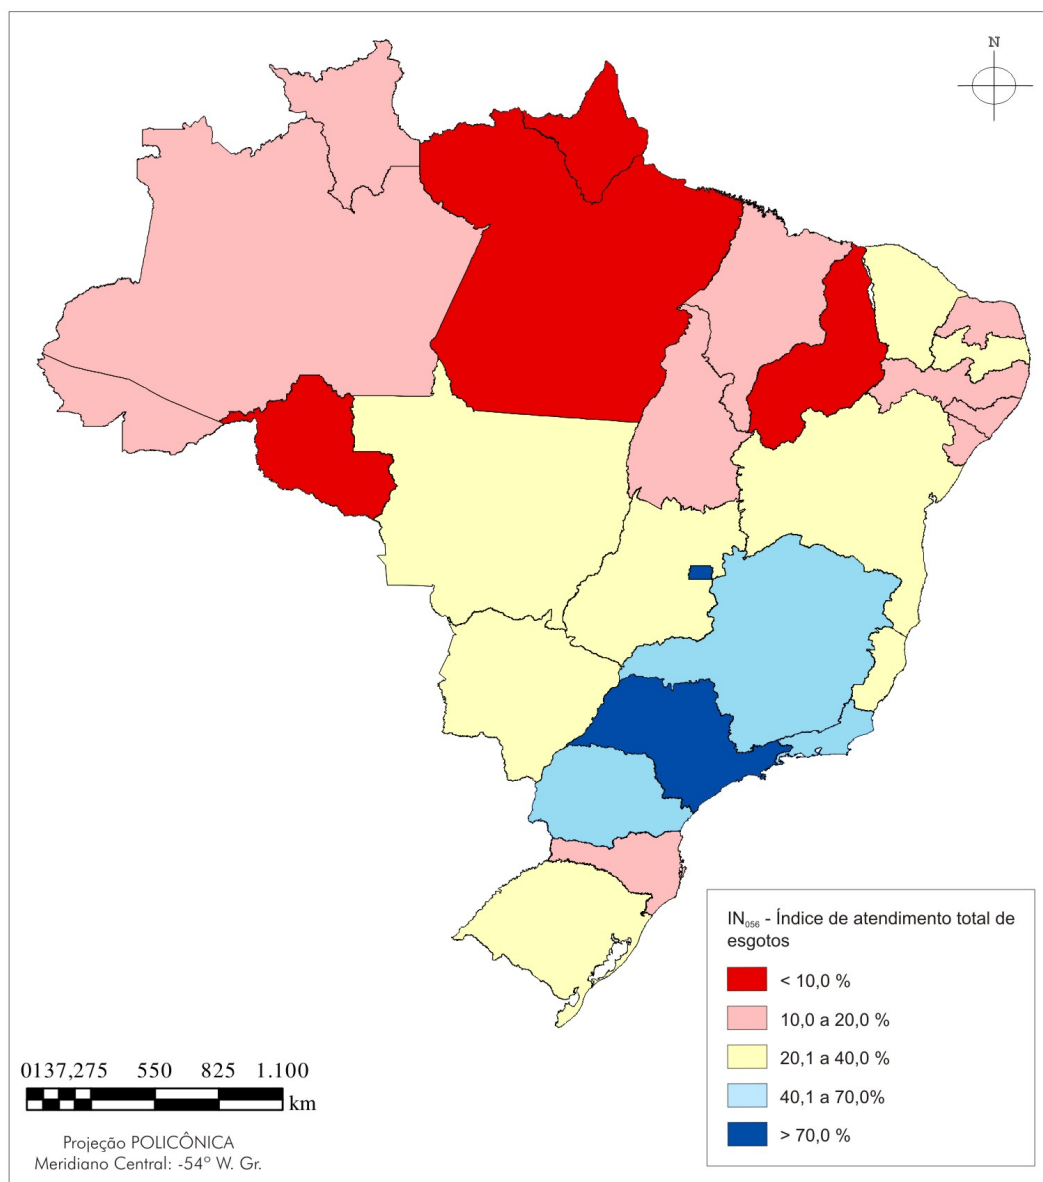 N
IN056 - Índice de atendimento total de
esgotos
< 10,0 %
10,0 a 20,0 %
20,1 a 40,0 %
40,1 a 70,0%
> 70,0 %
0137,275 550 825 1.100
km
Projeção POLICÔNICA
Meridiano Central: -54º W. Gr.